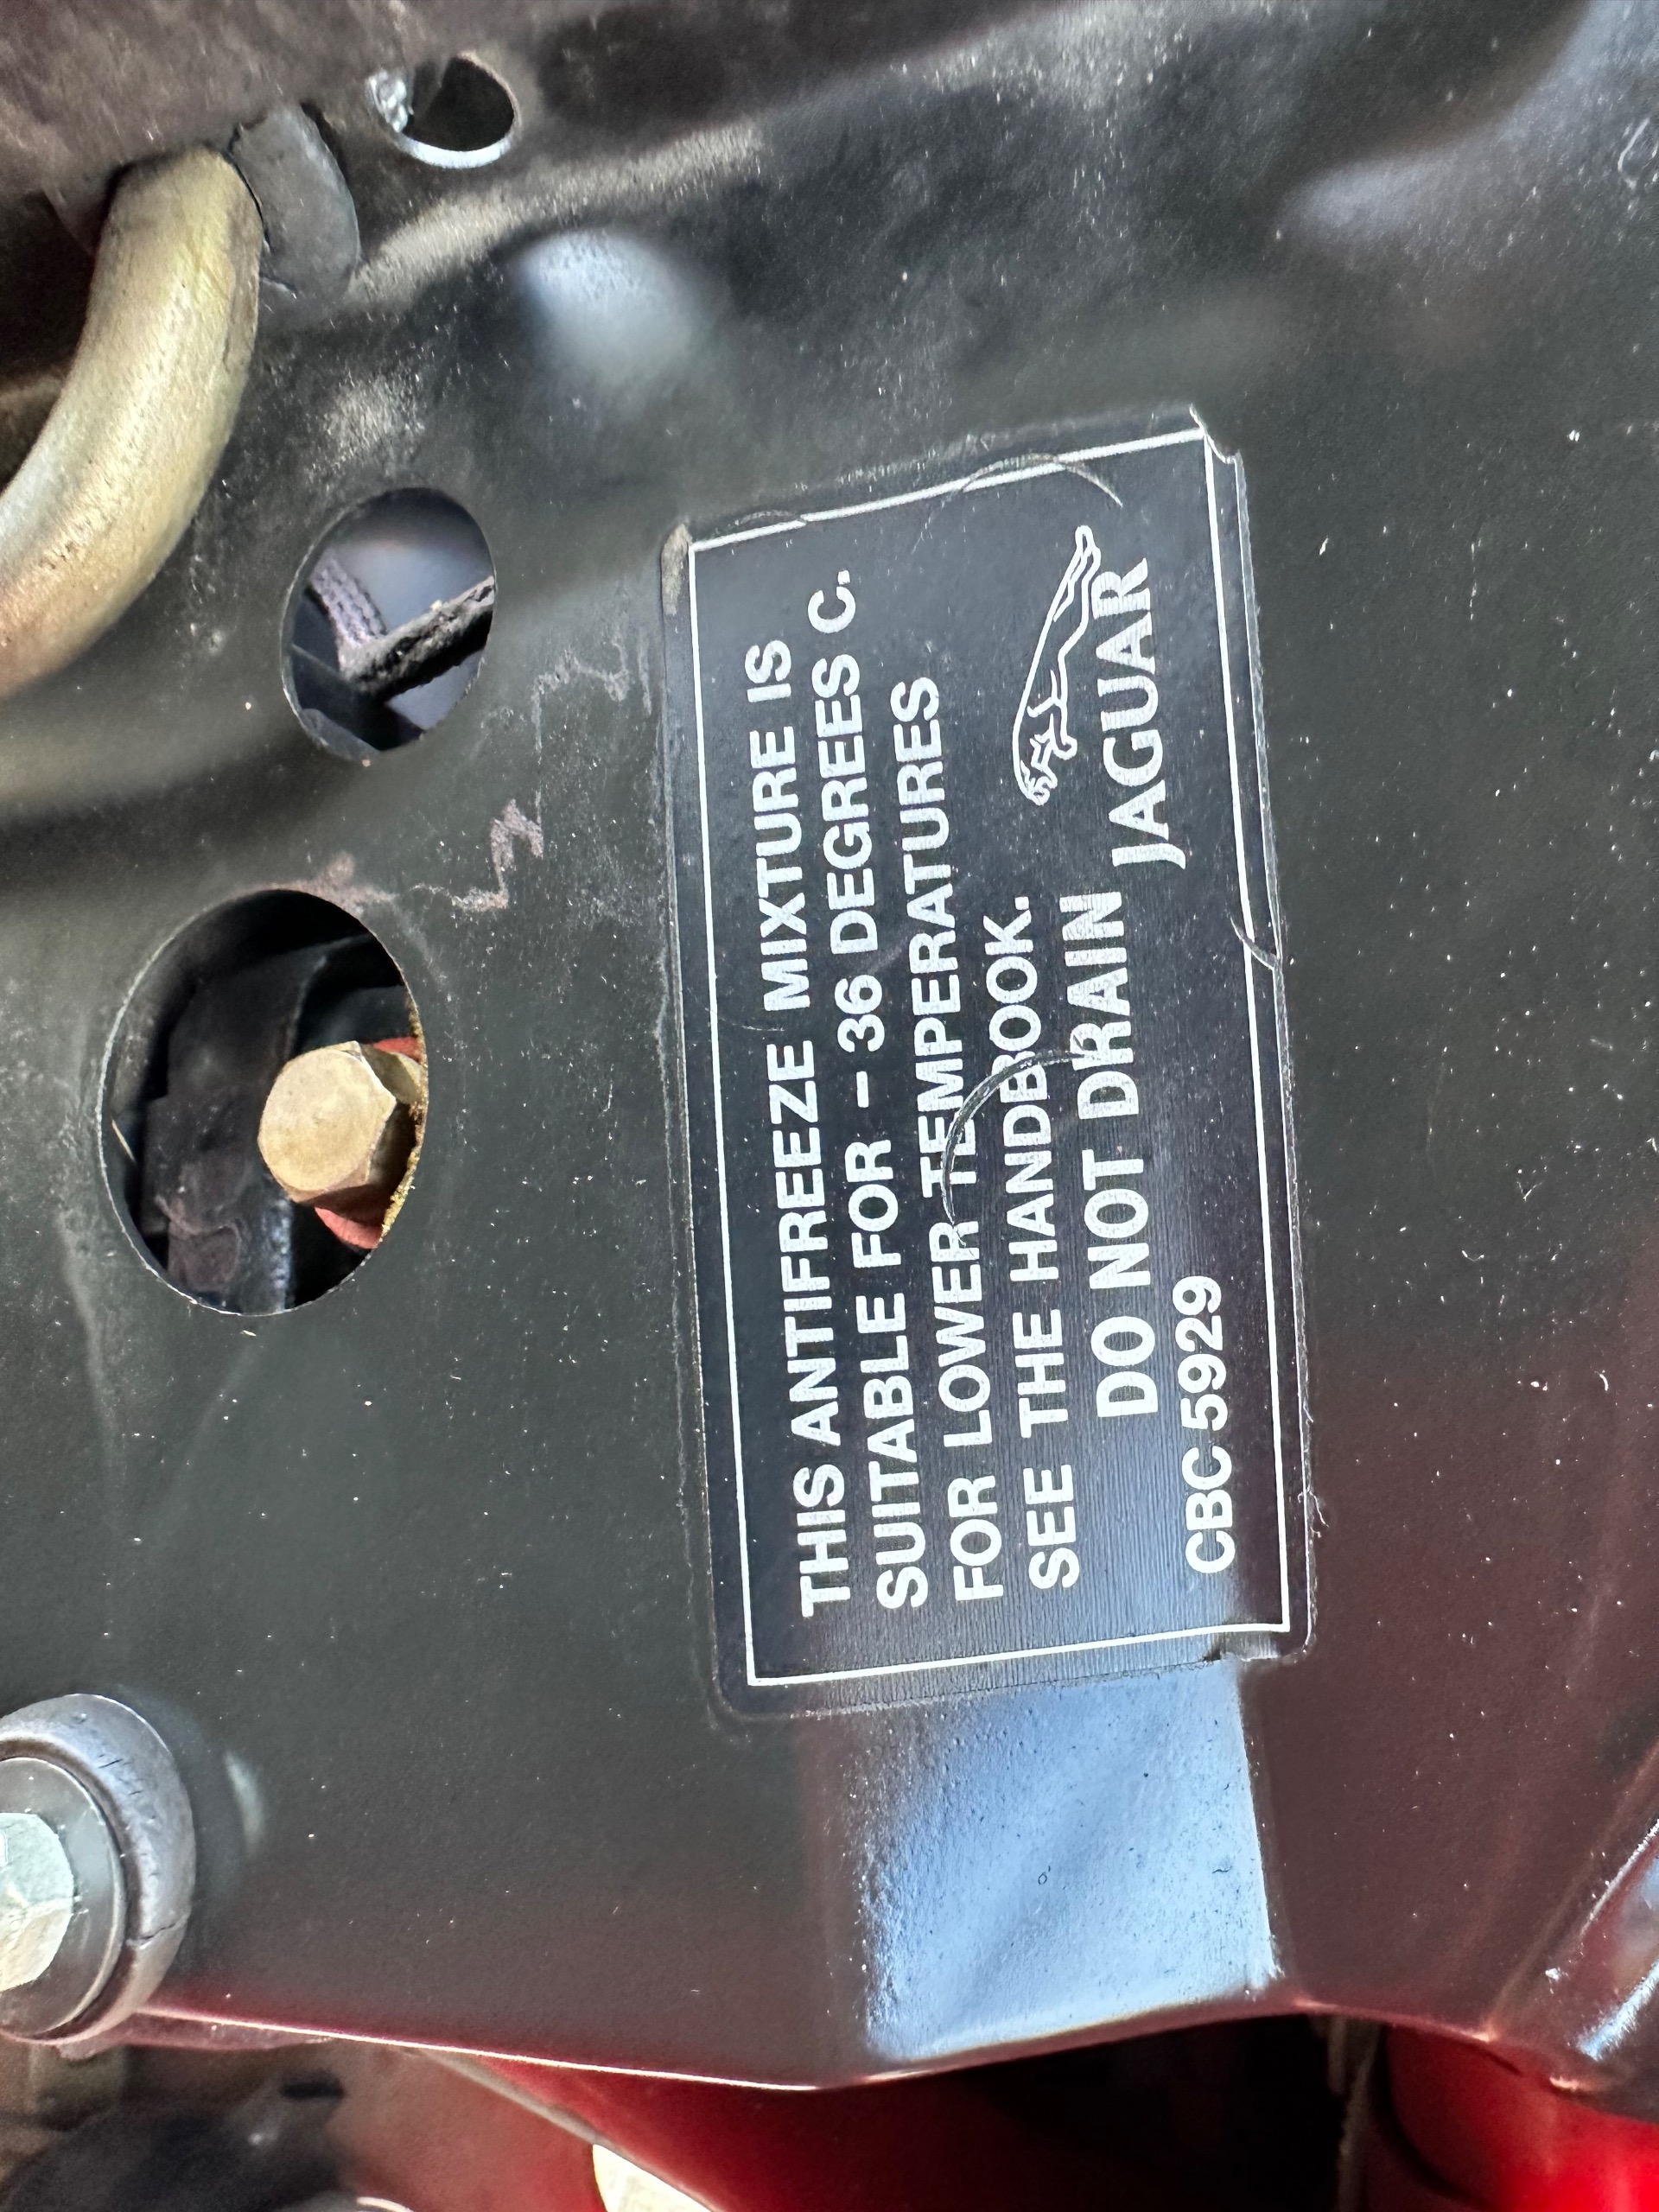 THIS ANTIFREEZE MIXTURE IS
SUITABLE FOR – 36 DEGREES C.
FOR LOWER TEMPERATURES
SEE THE HANDBOOK.
DO NOT DRAIN
CBC 5929
JAGUAR